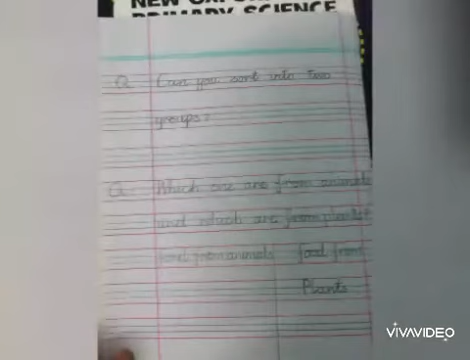 NEW OXFORD
PRIMARY SCIENCE
Q Can you sort into two
groups?
Q. Which one are from animals
and which are from plants?
food from animals food from
Plants
VIVAVIDEO